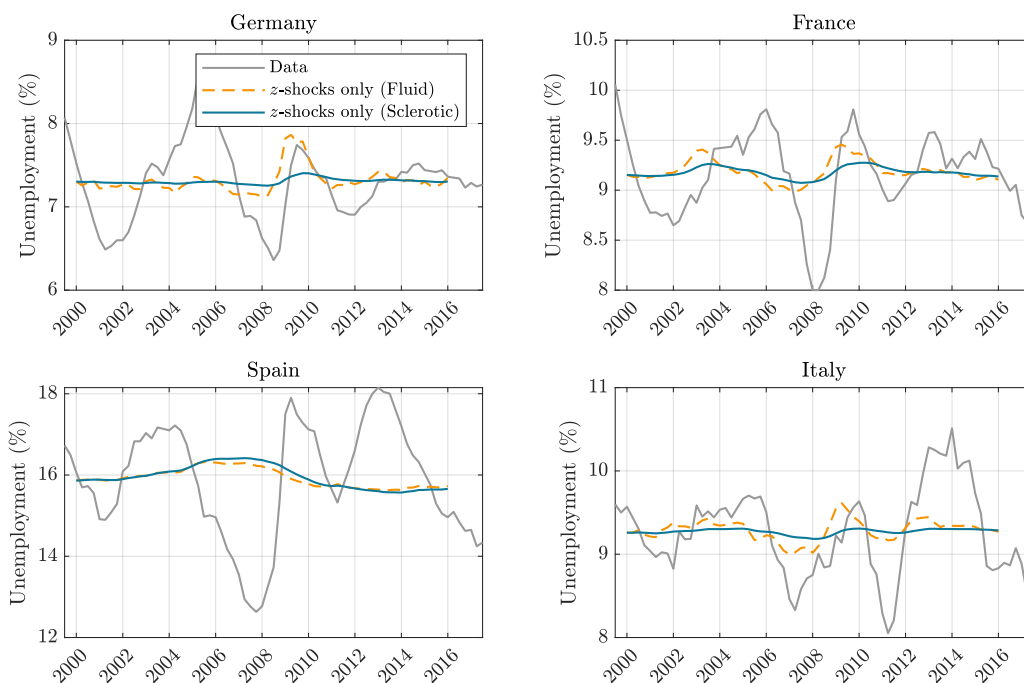 Germany
Unemployment (%)
9
8
7
6
2000 2002 2004 2006 2008 2010 2012 2014 2016
Data
z-shocks only (Fluid)
z-shocks only (Sclerotic)
France
Unemployment (%)
10.5
10
9.5
9
8.5
8
2000 2002 2004 2006 2008 2010 2012 2014 2016
Spain
Unemployment (%)
18
16
14
12
2000 2002 2004 2006 2008 2010 2012 2014 2016
Italy
Unemployment (%)
11
10
9
8
2000 2002 2004 2006 2008 2010 2012 2014 2016